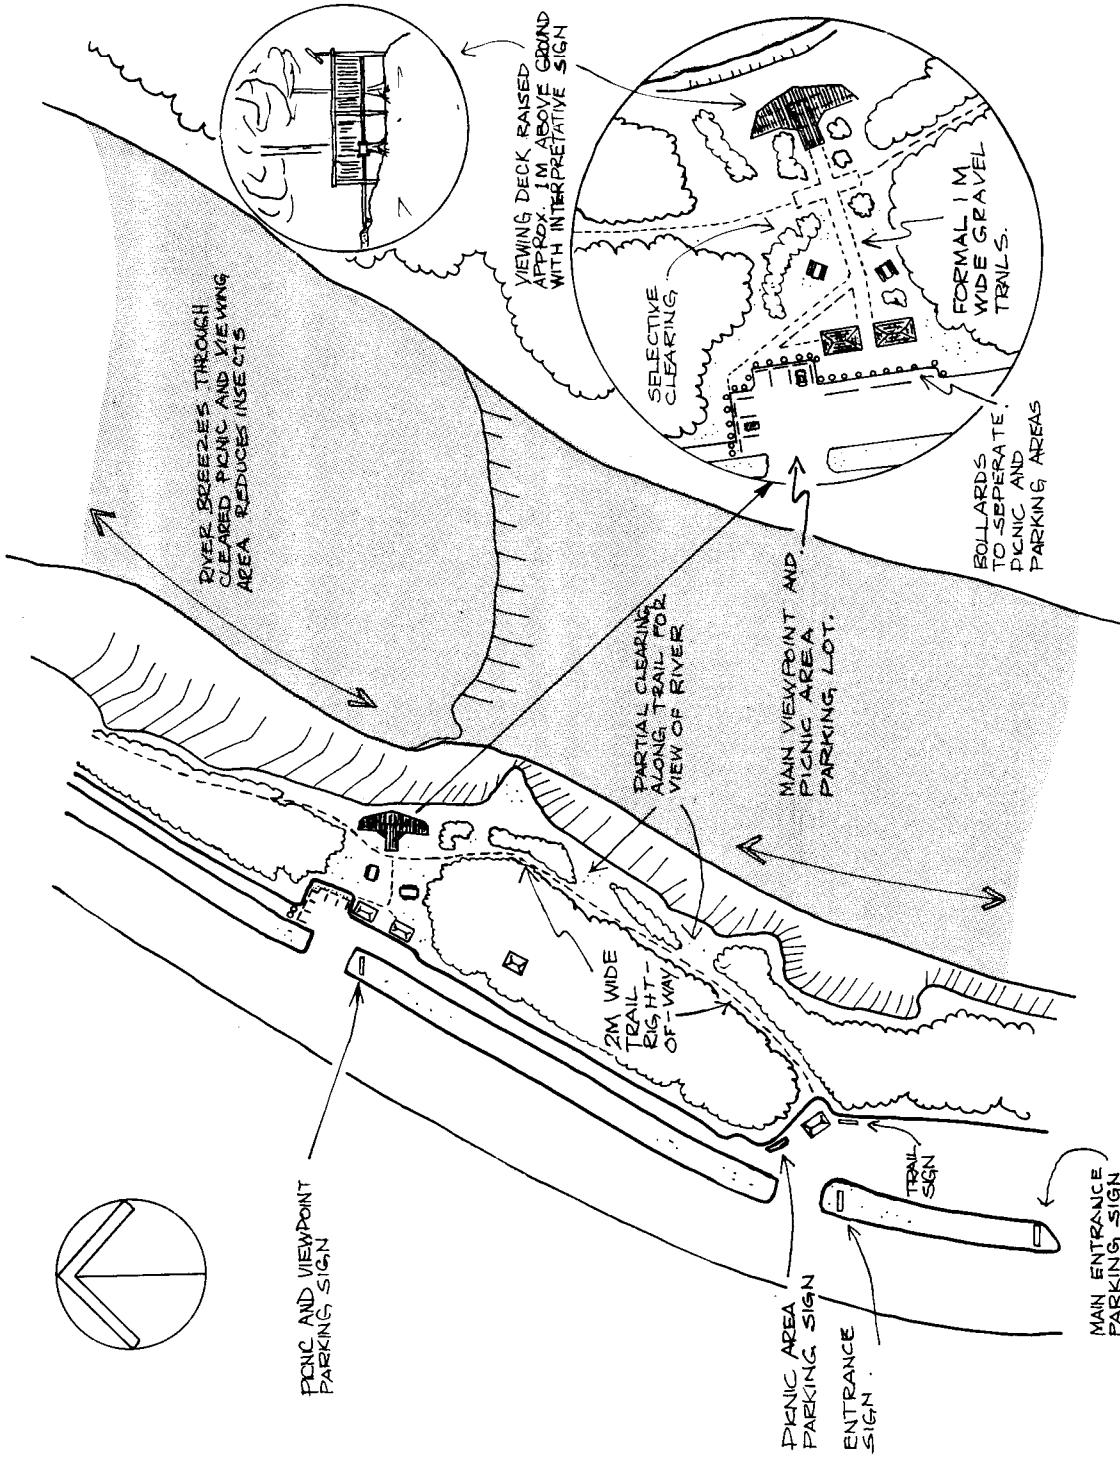 RIVER BREEZES THROUGH
CLEARED PICNIC AND VIEWING
AREA REDUCES INSECTS
VIEWING DECK RAISED
APPROX. 1M ABOVE GROUND
WITH INTERPRETATIVE SIGN
SELECTIVE
CLEARING
FORMAL 1 M
WIDE GRAVEL
TRAILS.
BOLLARDS
TO SEPERATE
PICNIC AND
PARKING AREAS
MAIN VIEWPOINT AND
PICNIC AREA
PARKING LOT.
PARTIAL CLEARING
ALONG TRAIL FOR
VIEW OF RIVER
2M WIDE
TRAIL
RIGHT-
OF-WAY
PICNIC AND VIEWPOINT
PARKING SIGN
PICNIC AREA
PARKING SIGN
ENTRANCE
SIGN.
TRAIL
SIGN
MAIN ENTRANCE
PARKING SIGN